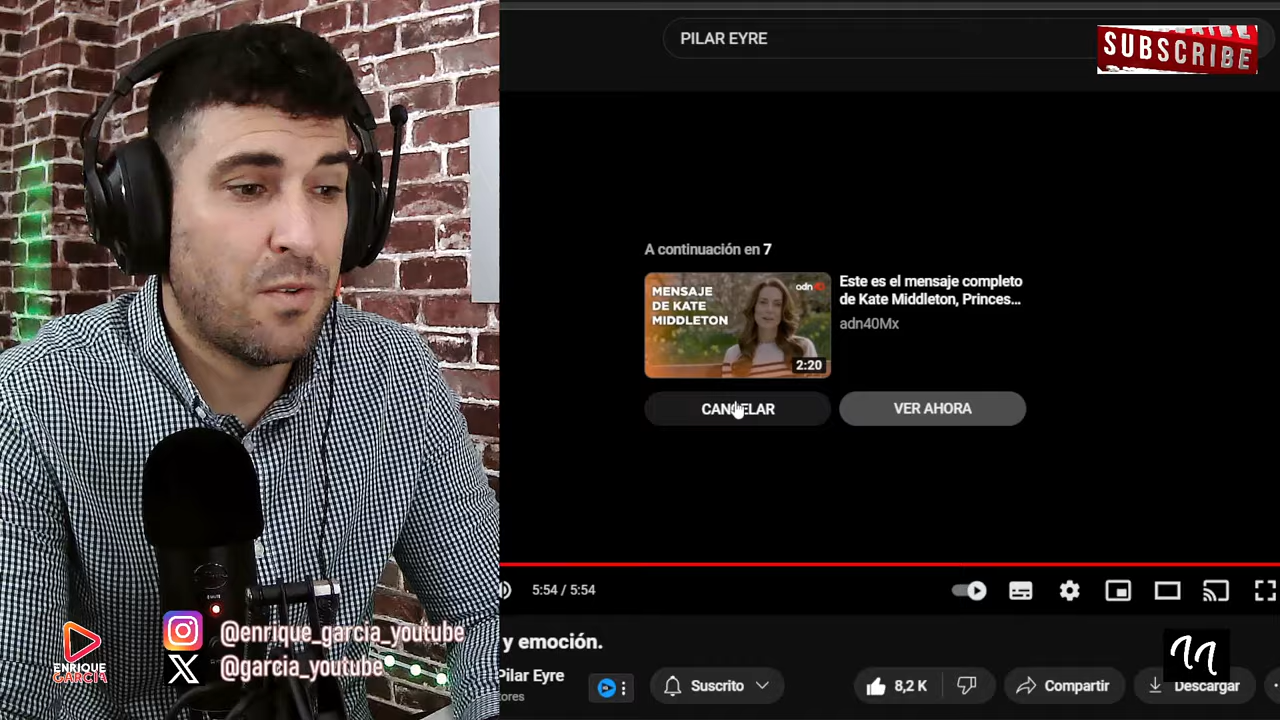 PILAR EYRE
SUBSCRIBE
A continuación en 7
MENSAJE
DE KATE
MIDDLETON
adn40
2:20
Este es el mensaje completo
de Kate Middleton, Princes...
adn40Mx
CANCELAR
VER AHORA
5:54 / 5:54
y emoción.
Pilar Eyre
ores
Suscrito
8,2 K
Compartir
Descargar
@enrique_garcia_youtube
@garcia_youtube
ENRIQUE
GARCIA